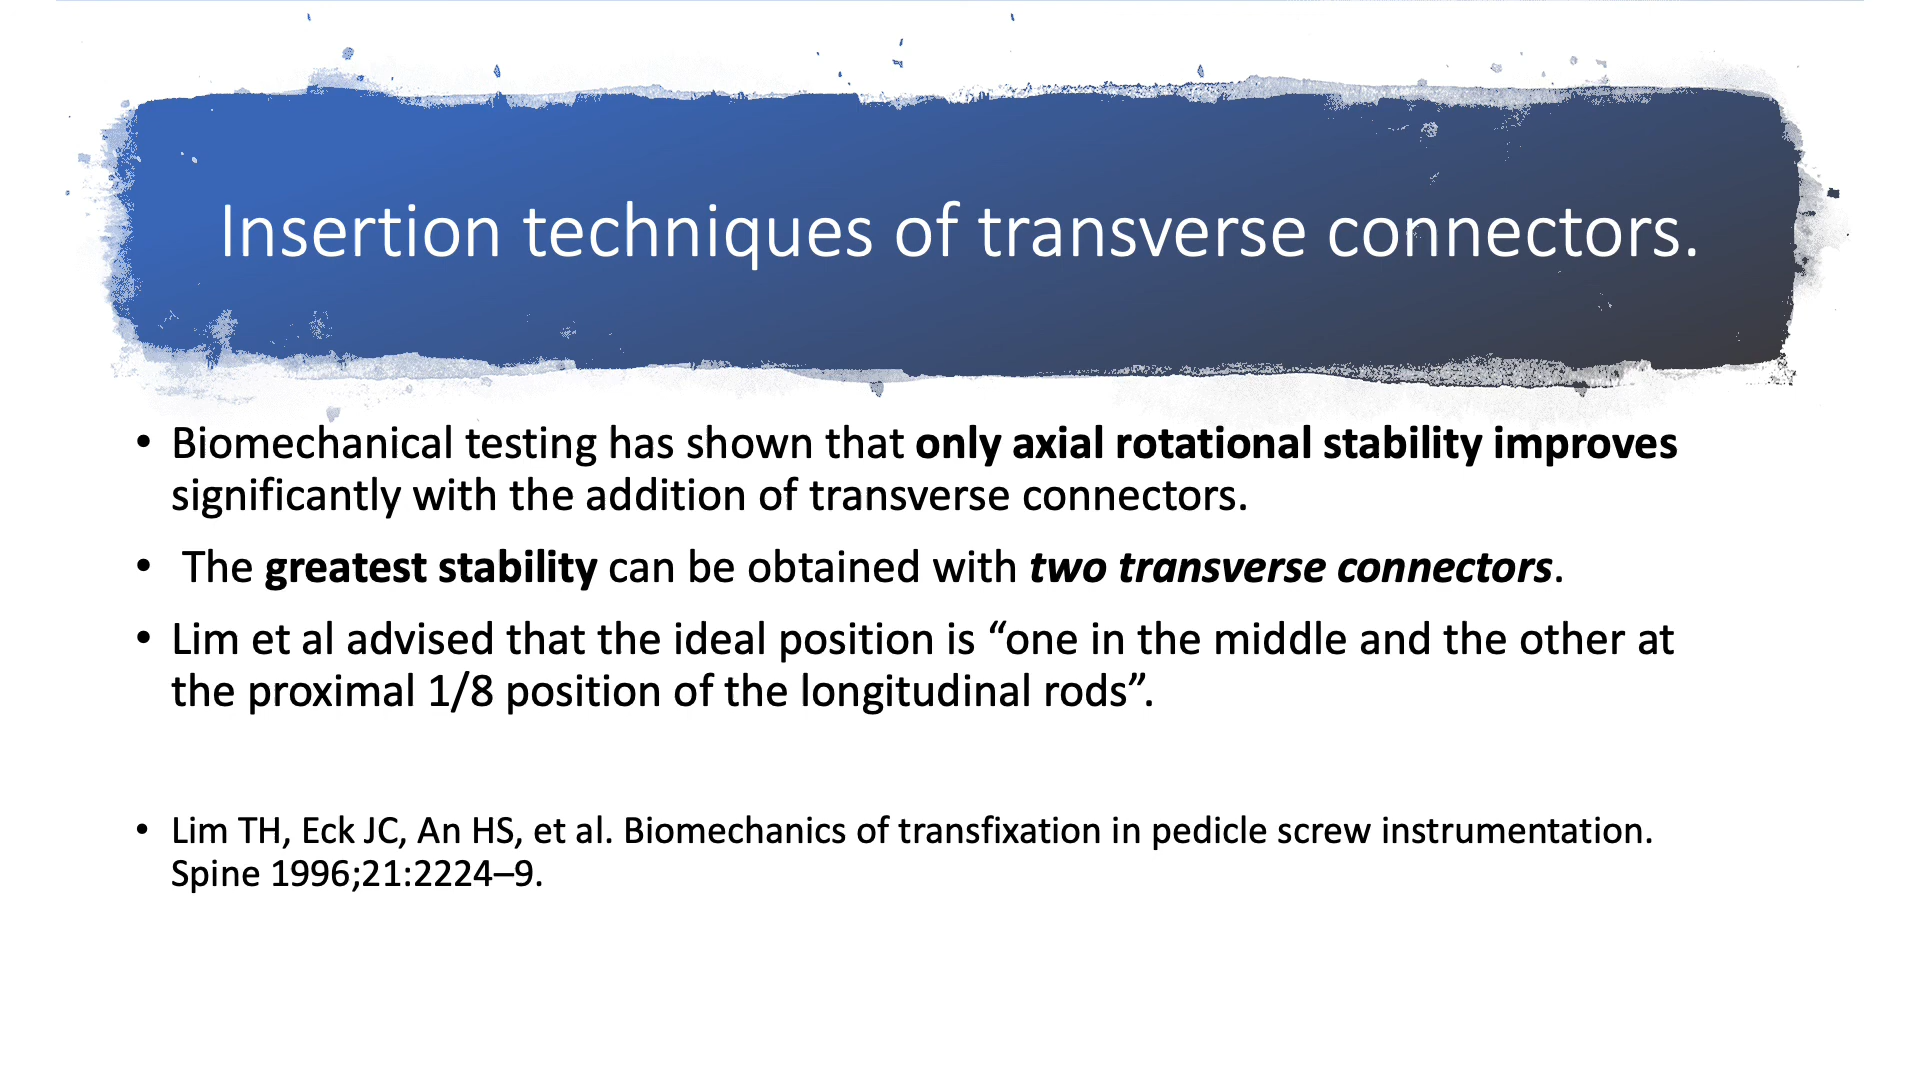 Insertion techniques of transverse connectors.
• Biomechanical testing has shown that only axial rotational stability improves
significantly with the addition of transverse connectors.
• The greatest stability can be obtained with two transverse connectors.
• Lim et al advised that the ideal position is “one in the middle and the other at
the proximal 1/8 position of the longitudinal rods”.
• Lim TH, Eck JC, An HS, et al. Biomechanics of transfixation in pedicle screw instrumentation.
Spine 1996;21:2224–9.